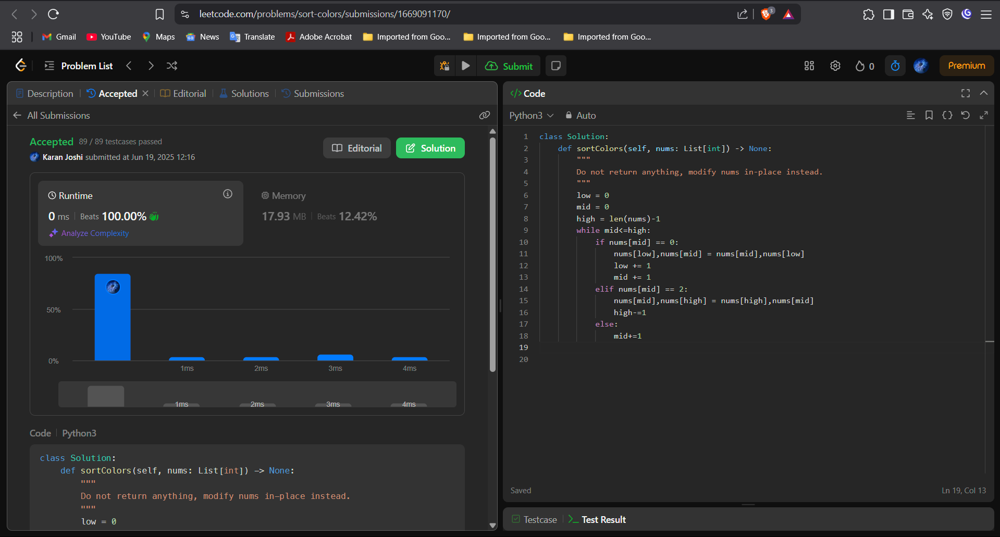 leetcode.com/problems/sort-colors/submissions/1669091170/
3
Gmail
YouTube
Maps
News
Translate
Adobe Acrobat
Imported from Goo...
Imported from Goo...
Imported from Goo...
Problem List
Submit
0
Premium
Description
Accepted
Editorial
Solutions
Submissions
All Submissions
Accepted 89 / 89 testcases passed
Karan Joshi submitted at Jun 19, 2025 12:16
Editorial
Solution
Runtime
0 ms | Beats 100.00%
Analyze Complexity
Memory
17.93 MB | Beats 12.42%
100%
50%
0%
1ms
2ms
3ms
4ms
1ms
2ms
3ms
4ms
Code | Python3
class Solution:
    def sortColors(self, nums: List[int]) -> None:
        """
        Do not return anything, modify nums in-place instead.
        """
        low = 0
</> Code
Python3
Auto
1 class Solution:
2     def sortColors(self, nums: List[int]) -> None:
3         """
4         Do not return anything, modify nums in-place instead.
5         """
6         low = 0
7         mid = 0
8         high = len(nums)-1
9         while mid<=high:
10             if nums[mid] == 0:
11                 nums[low],nums[mid] = nums[mid],nums[low]
12                 low += 1
13                 mid += 1
14             elif nums[mid] == 2:
15                 nums[mid],nums[high] = nums[high],nums[mid]
16                 high-=1
17             else:
18                 mid+=1
19
20
Saved
Ln 19, Col 13
Testcase
Test Result